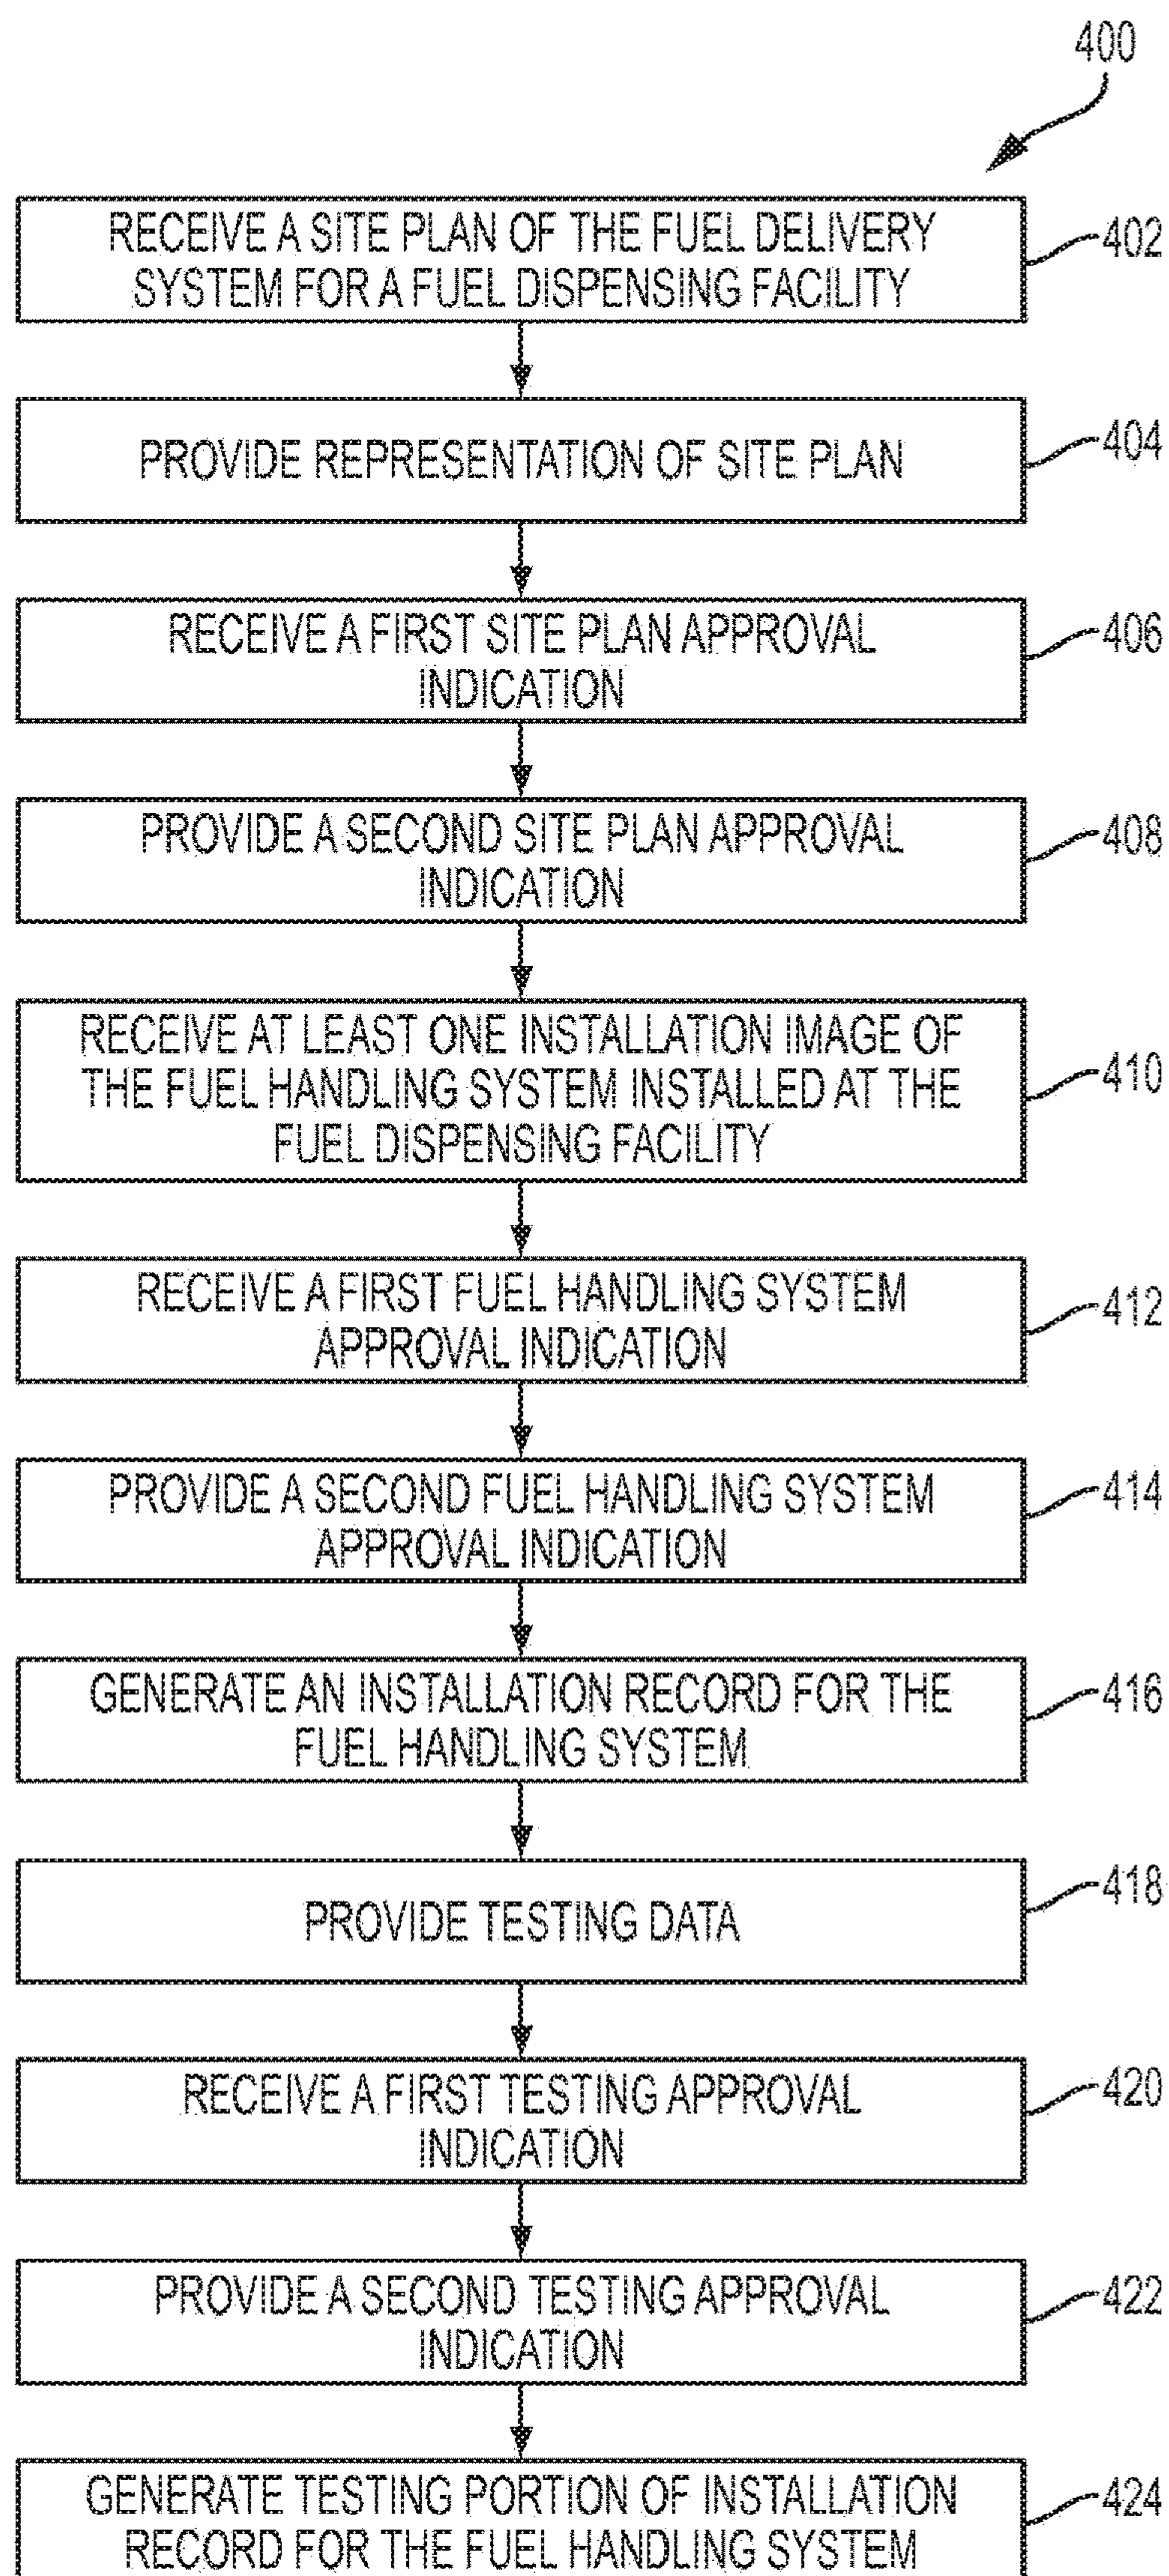 400
RECEIVE A SITE PLAN OF THE FUEL DELIVERY
SYSTEM FOR A FUEL DISPENSING FACILITY
402
PROVIDE REPRESENTATION OF SITE PLAN
404
RECEIVE A FIRST SITE PLAN APPROVAL
INDICATION
406
PROVIDE A SECOND SITE PLAN APPROVAL
INDICATION
408
RECEIVE AT LEAST ONE INSTALLATION IMAGE OF
THE FUEL HANDLING SYSTEM INSTALLED AT THE
FUEL DISPENSING FACILITY
410
RECEIVE A FIRST FUEL HANDLING SYSTEM
APPROVAL INDICATION
412
PROVIDE A SECOND FUEL HANDLING SYSTEM
APPROVAL INDICATION
414
GENERATE AN INSTALLATION RECORD FOR THE
FUEL HANDLING SYSTEM
416
PROVIDE TESTING DATA
418
RECEIVE A FIRST TESTING APPROVAL
INDICATION
420
PROVIDE A SECOND TESTING APPROVAL
INDICATION
422
GENERATE TESTING PORTION OF INSTALLATION
RECORD FOR THE FUEL HANDLING SYSTEM
424